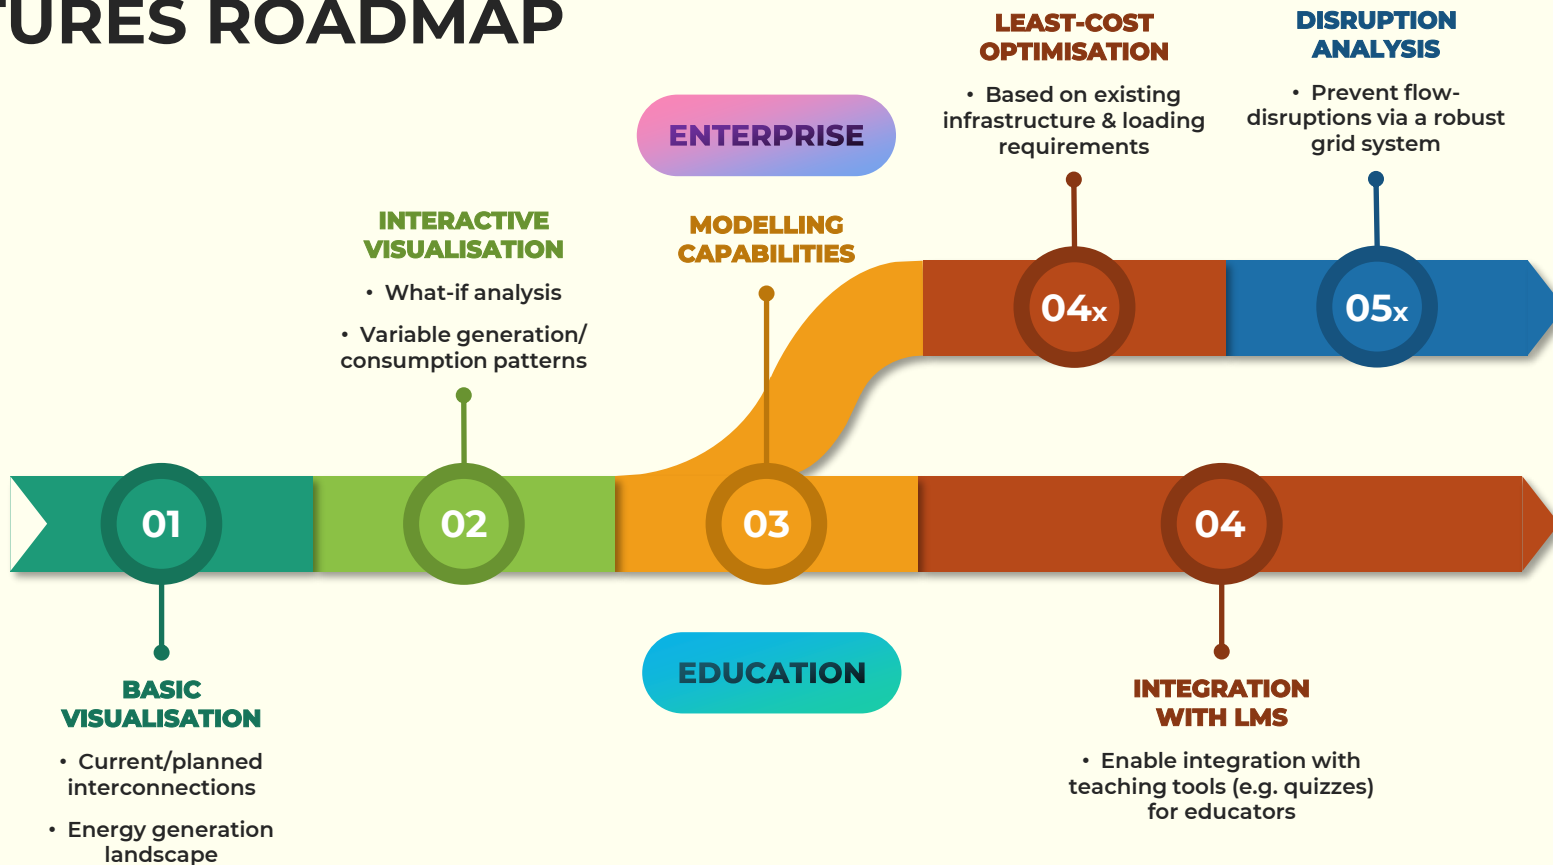 TURES ROADMAP
LEAST-COST
OPTIMISATION
• Based on existing
infrastructure & loading
requirements
DISRUPTION
ANALYSIS
• Prevent flow-
disruptions via a robust
grid system
ENTERPRISE
INTERACTIVE
VISUALISATION
• What-if analysis
• Variable generation/
consumption patterns
MODELLING
CAPABILITIES
04x
05x
01
02
03
04
EDUCATION
BASIC
VISUALISATION
• Current/planned
interconnections
• Energy generation
landscape
INTEGRATION
WITH LMS
• Enable integration with
teaching tools (e.g. quizzes)
for educators